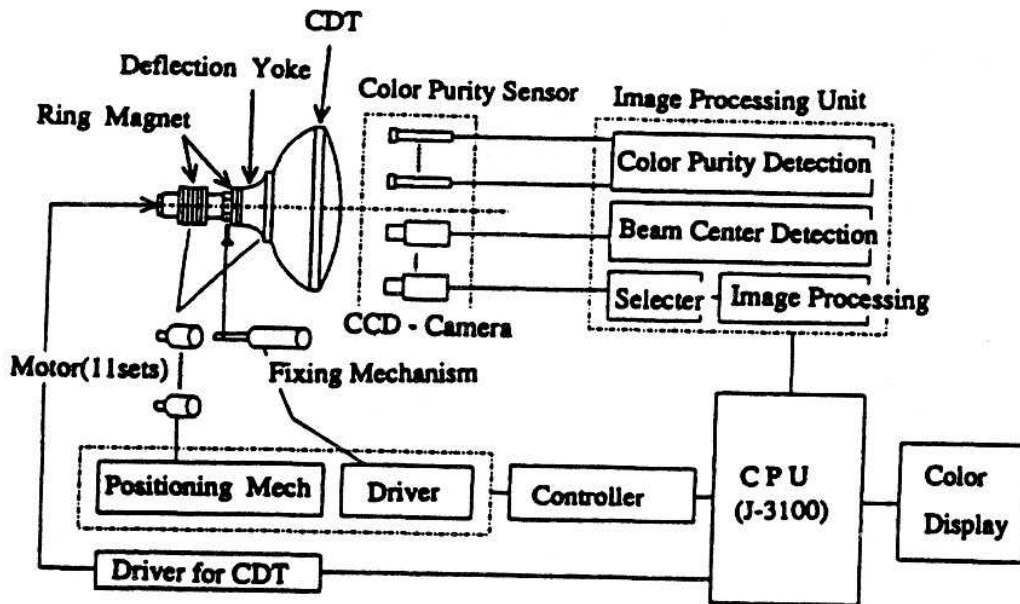 CDT
Deflection Yoke
Ring Magnet
Color Purity Sensor
Image Processing Unit
Color Purity Detection
Beam Center Detection
Selecter
Image Processing
CCD - Camera
Motor(11sets)
Fixing Mechanism
Positioning Mech
Driver
Controller
CPU
(J-3100)
Color
Display
Driver for CDT